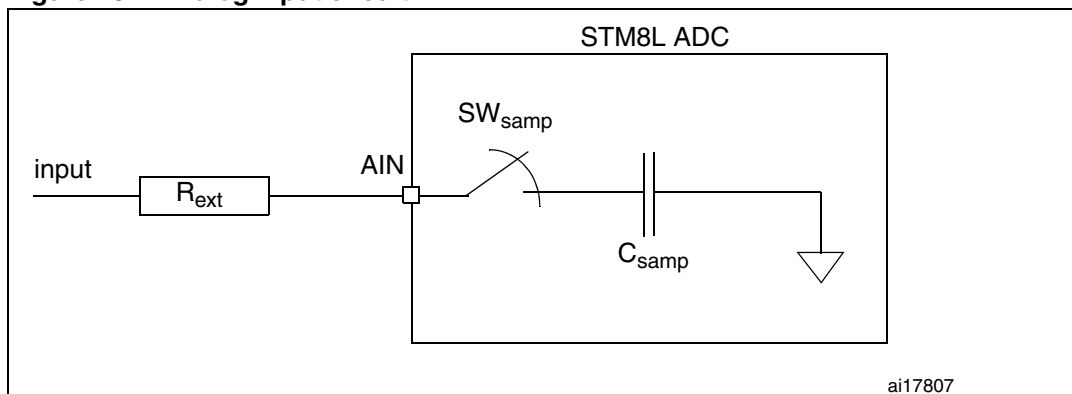 STM8L ADC
SWsamp
AIN
input
Rext
Csamp
ai17807